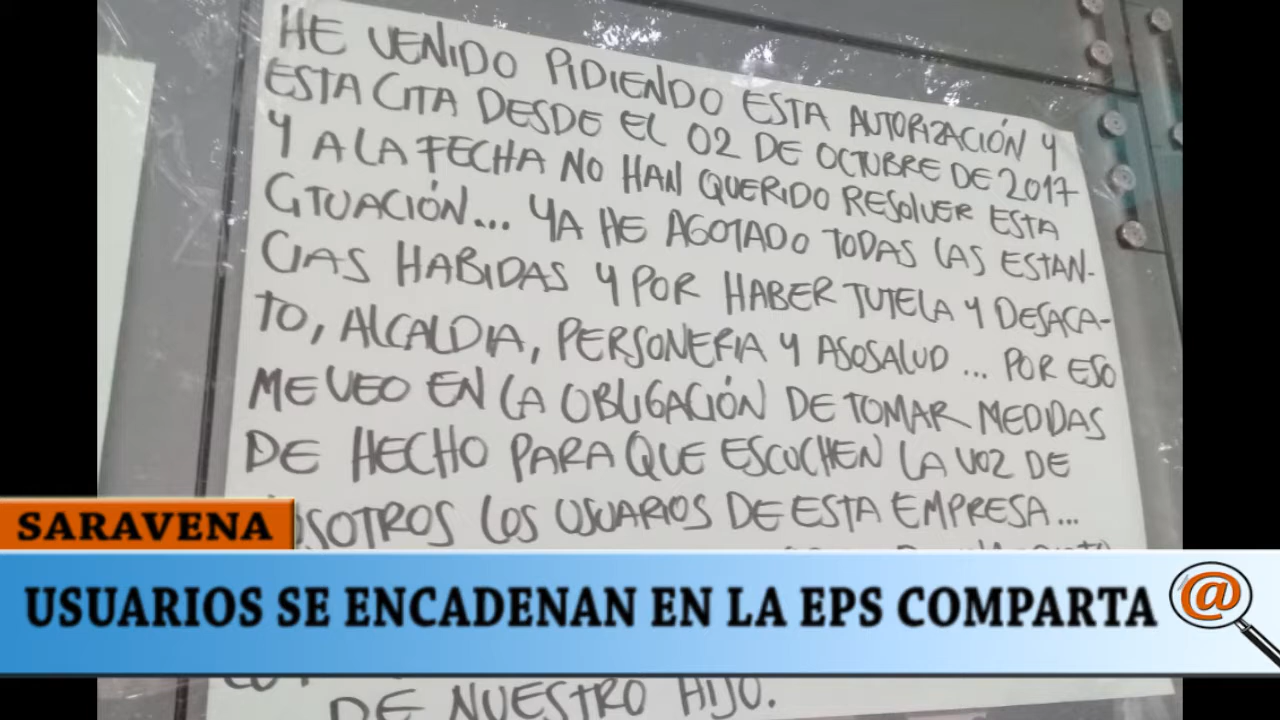 HE VENIDO PIDIENDO ESTA AUTORIZACIÓN Y
ESTA CITA DESDE EL 02 DE OCTUBRE DE 2017
Y A LA FECHA NO HAN QUERIDO RESOLVER ESTA
CITUACIÓN... YA HE AGOTADO TODAS LAS ESTAN-
CIAS HABIDAS Y POR HABER TUTELA Y DESACA-
TO, ALCALDIA, PERSONERIA Y ASOSALUD... POR ESO
ME VEO EN LA OBLIGACIÓN DE TOMAR MEDIDAS
DE HECHO PARA QUE ESCUCHEN LA VOZ DE
NOSOTROS LOS USUARIOS DE ESTA EMPRESA...
SARAVENA
USUARIOS SE ENCADENAN EN LA EPS COMPARTA
DE NUESTRO HIJO.